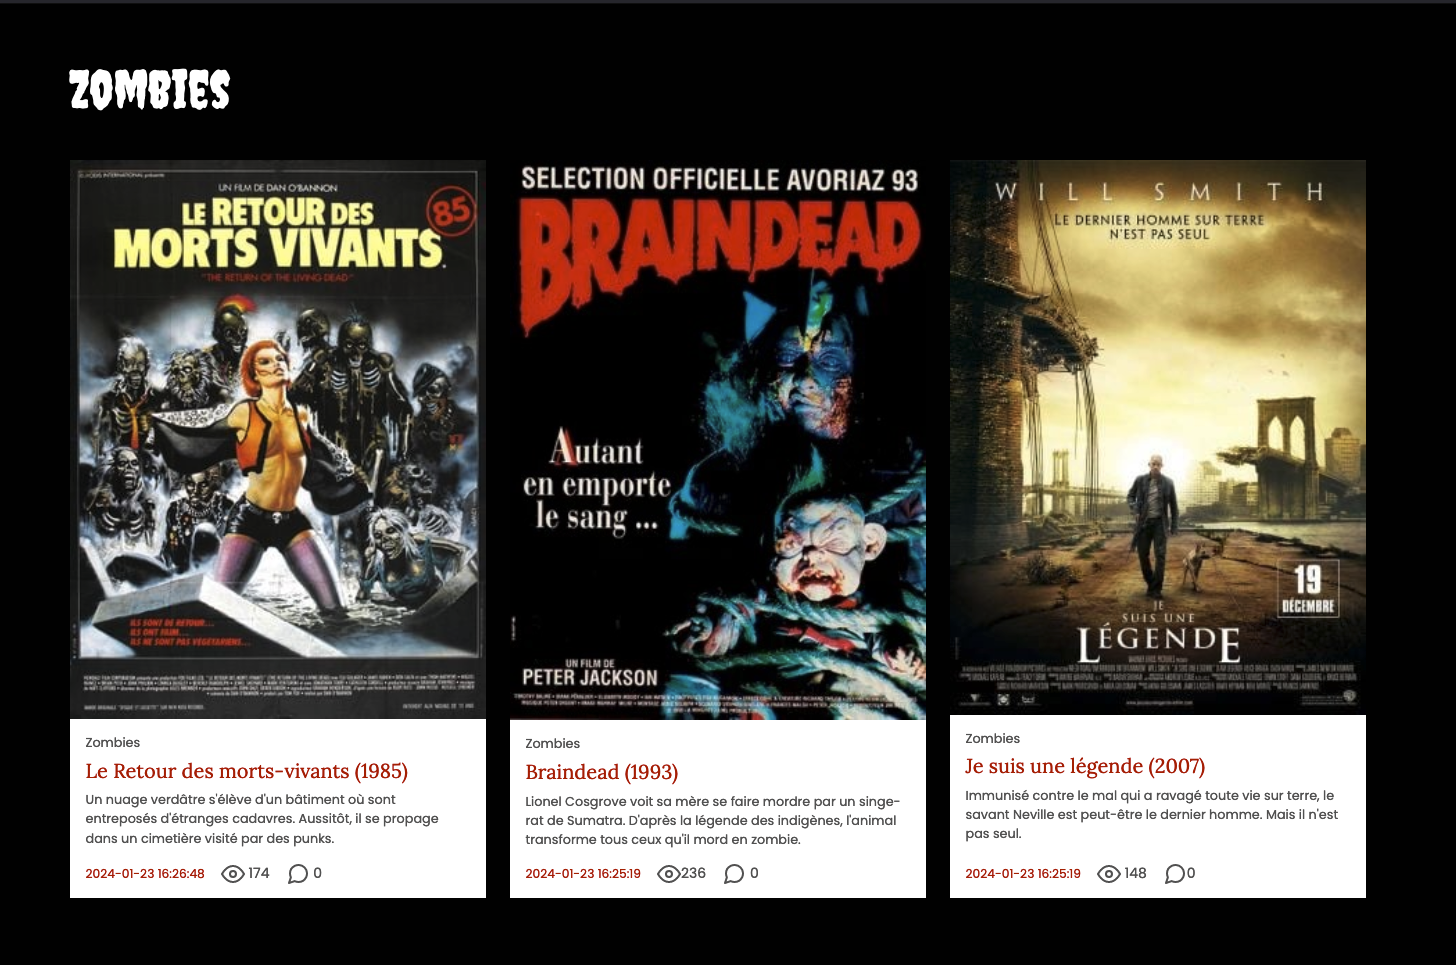 ZOMBIES
UN FILM DE DAN O'BANNON
85
LE RETOUR DES
MORTS VIVANTS.
"THE RETURN OF THE LIVING DEAD"
ILS SONT DE RETOUR...
ILS ONT FAIM...
ILS NE SONT PAS VEGETARIENS...
Zombies
Le Retour des morts-vivants (1985)
Un nuage verdâtre s'élève d'un bâtiment où sont
entreposés d'étranges cadavres. Aussitôt, il se propage
dans un cimetière visité par des punks.
2024-01-23 16:26:48 174 0
SELECTION OFFICIELLE AVORIAZ 93
BRAINDEAD
Autant
en emporte
le sang ...
UN FILM DE
PETER JACKSON
Zombies
Braindead (1993)
Lionel Cosgrove voit sa mère se faire mordre par un singe-
rat de Sumatra. D'après la légende des indigènes, l'animal
transforme tous ceux qu'il mord en zombie.
2024-01-23 16:25:19 236 0
WILL SMITH
LE DERNIER HOMME SUR TERRE
N'EST PAS SEUL
19
DÉCEMBRE
JE
SUIS UNE
LÉGENDE
Zombies
Je suis une légende (2007)
Immunisé contre le mal qui a ravagé toute vie sur terre, le
savant Neville est peut-être le dernier homme. Mais il n'est
pas seul.
2024-01-23 16:25:19 148 0